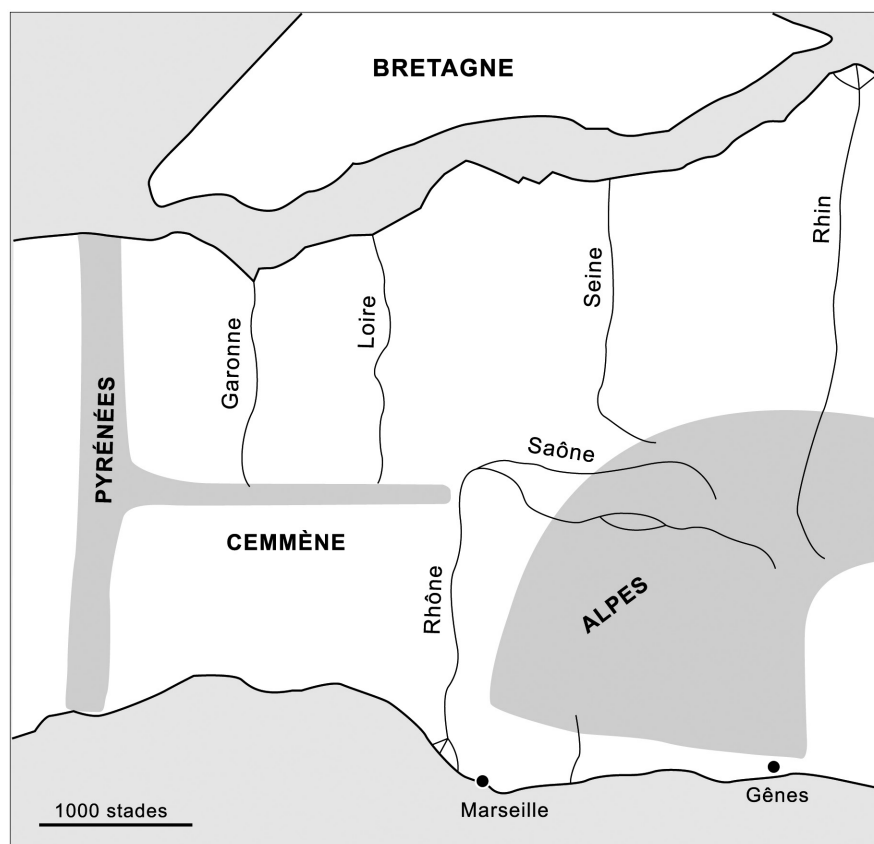 BRETAGNE
Rhin
Seine
Loire
Garonne
PYRÉNÉES
Saône
CEMMÈNE
Rhône
ALPES
1000 stades
Marseille
Gênes